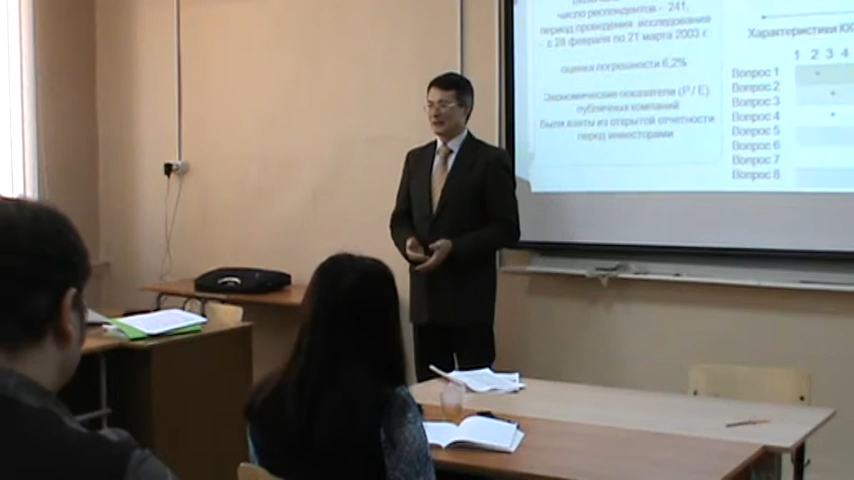 число респондентов - 241,
период проведения исследования
- с 28 февраля по 21 марта 2003 г.
оценка погрешности 6,2%
Экономические показатели (P / E)
публичных компаний
были взяты из открытой отчетности
перед инвесторами
Характеристики КК
1 2 3 4
Вопрос 1
Вопрос 2
Вопрос 3
Вопрос 4
Вопрос 5
Вопрос 6
Вопрос 7
Вопрос 8